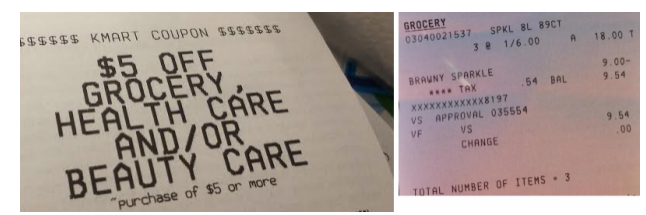 $$$$$$ KMART COUPON $$$$$$$
$5 OFF
GROCERY,
HEALTH CARE
AND/OR
BEAUTY CARE
~purchase of $5 or more
GROCERY
03040021537 SPKL 8L 89CT
3 @ 1/6.00 A 18.00 T
BRAWNY SPARKLE 9.00-
**** TAX .54 BAL 9.54
XXXXXXXXXXXX8197
VS APPROVAL 035554
VF VS 9.54
CHANGE .00
TOTAL NUMBER OF ITEMS = 3